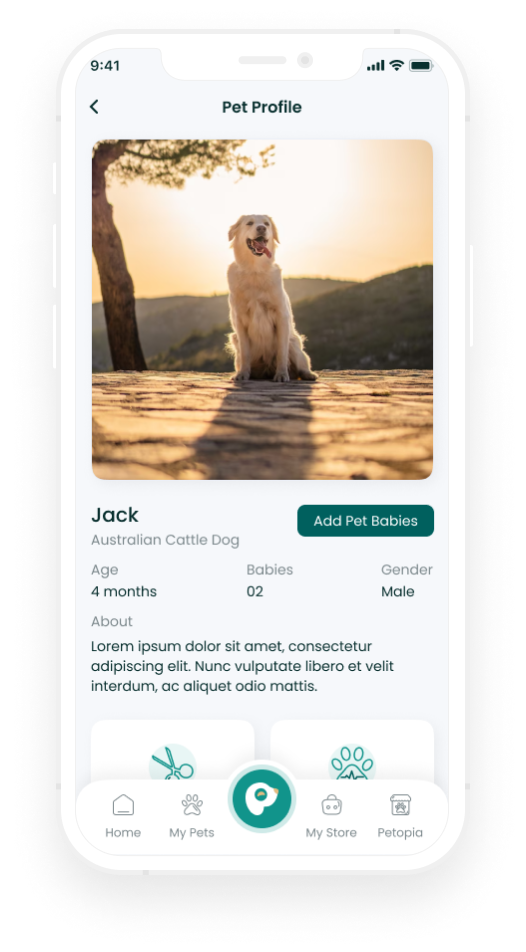 9:41
Pet Profile
Jack
Add Pet Babies
Australian Cattle Dog
Age Babies Gender
4 months 02 Male
About
Lorem ipsum dolor sit amet, consectetur
adipiscing elit. Nunc vulputate libero et velit
interdum, ac aliquet odio mattis.
Home My Pets My Store Petopia